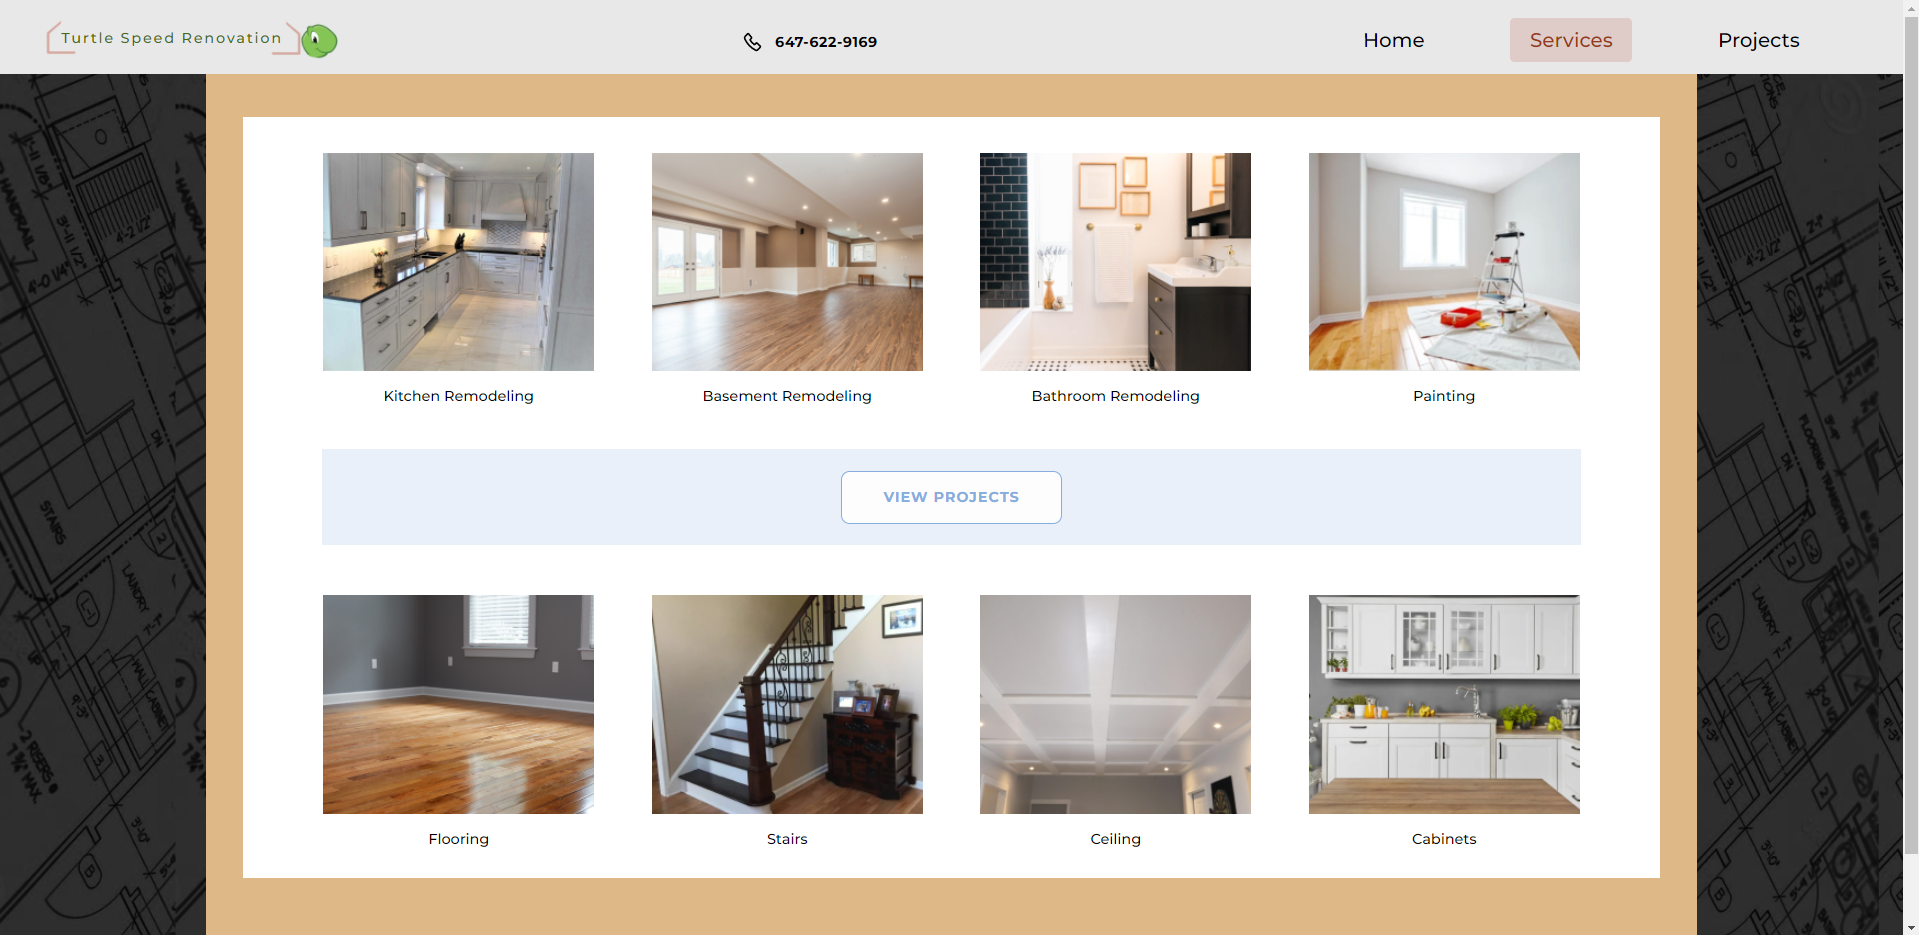 Turtle Speed Renovation
647-622-9169
Home
Services
Projects
Kitchen Remodeling
Basement Remodeling
Bathroom Remodeling
Painting
VIEW PROJECTS
Flooring
Stairs
Ceiling
Cabinets